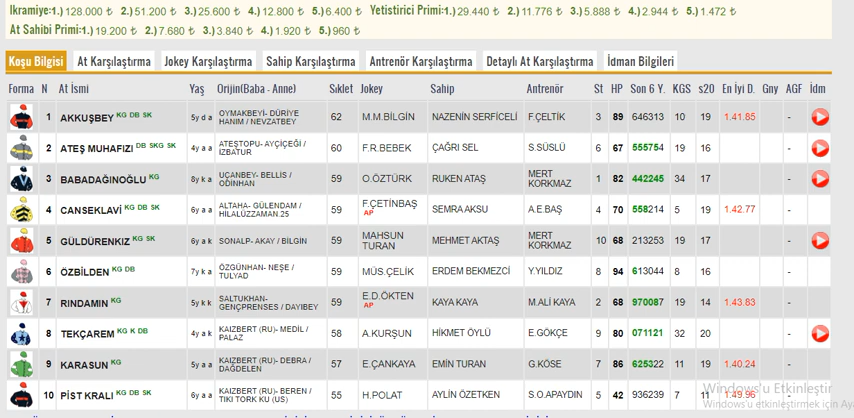 Ikramiye:1.) 128.000 ₺ 2.) 51.200 ₺ 3.) 25.600 ₺ 4.) 12.800 ₺ 5.) 6.400 ₺ Yetistirici Primi:1.) 29.440 ₺ 2.) 11.776 ₺ 3.) 5.888 ₺ 4.) 2.944 ₺ 5.) 1.472 ₺
At Sahibi Primi:1.) 19.200 ₺ 2.) 7.680 ₺ 3.) 3.840 ₺ 4.) 1.920 ₺ 5.) 960 ₺
Koşu Bilgisi At Karşılaştırma Jokey Karşılaştırma Sahip Karşılaştırma Antrenör Karşılaştırma Detaylı At Karşılaştırma İdman Bilgileri
Forma N At İsmi Yaş Orijin(Baba - Anne) Sıklet Jokey Sahip Antrenör St HP Son 6 Y. KGS s20 En İyi D. Gny AGF İdm
1 AKKUŞBEY KG DB SK 5y d a OYMAKBEYİ- DÜRİYE HANIM / NEVZATBEY 62 M.M.BİLGİN NAZENİN SERFİCELİ F.ÇELTİK 3 89 646313 10 19 1.41.85 -
2 ATEŞ MUHAFIZI DB SKG SK 4y a a ATEŞTOPU- AYÇİÇEĞİ / IZBATUR 60 F.R.BEBEK ÇAĞRI SEL S.SÜSLÜ 6 67 555754 19 16 -
3 BABADAĞINOĞLU KG 8y k a UÇANBEY- BELLİS / ODİNHAN 59 O.ÖZTÜRK RUKEN ATAŞ MERT KORKMAZ 1 82 442245 34 17 -
4 CANSEKLAVİ KG DB SK 6y a a ALTAHA- GÜLENDAM / HİLALÜZZAMAN.25 59 F.ÇETİNBAŞ AP SEMRA AKSU A.E.BAŞ 4 70 558214 5 19 1.42.77 -
5 GÜLDÜRENKIZ KG SK 6y a k SONALP- AKAY / BİLGİN 59 MAHSUN TURAN MEHMET AKTAŞ MERT KORKMAZ 10 68 213253 19 17 -
6 ÖZBİLDEN KG DB 7y k a ÖZGÜNHAN- NEŞE / TULYAD 59 MÜS.ÇELİK ERDEM BEKMEZCİ Y.YILDIZ 8 94 613044 8 16 -
7 RINDAMIN KG 5y k k SALTUKHAN- GENÇPRENSES / DAYIBEY 59 E.D.ÖKTEN AP KAYA KAYA M.ALİ KAYA 2 68 970087 19 14 1.43.83 -
8 TEKÇAREM KG K DB 4y a k KAIZBERT (RU)- MEDİL / PALAZ 58 A.KURŞUN HİKMET ÖYLÜ E.GÖKÇE 9 80 071121 32 20 -
9 KARASUN KG 5y a a KAIZBERT (RU)- DEBRA / DAĞDELEN 57 E.ÇANKAYA EMİN TURAN G.KÖSE 7 86 625322 11 19 1.40.24 -
10 PİST KRALI KG DB SK 6y a a KAIZBERT (RU)- BEREN / TIKI TORK KU (US) 55 H.POLAT AYLİN ÖZETKEN S.O.APAYDIN 5 42 936239 7 11 1.49.96 -
Windows'u Etkinleştir
Windows'u etkinleştirmek için Ay